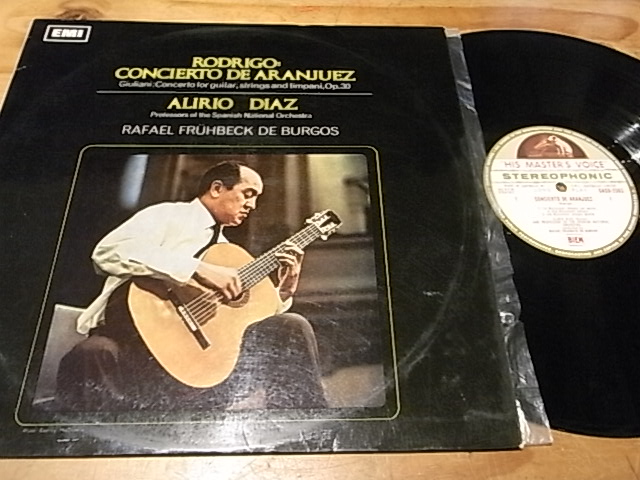 EMI
RODRIGO:
CONCIERTO DE ARANJUEZ
Giuliani: Concerto for guitar, strings and timpani, Op.30
ALIRIO DIAZ
Professors of the Spanish National Orchestra
RAFAEL FRÜHBECK DE BURGOS
HIS MASTER'S VOICE
STEREOPHONIC
CONCIERTO DE ARANJUEZ
BIEM